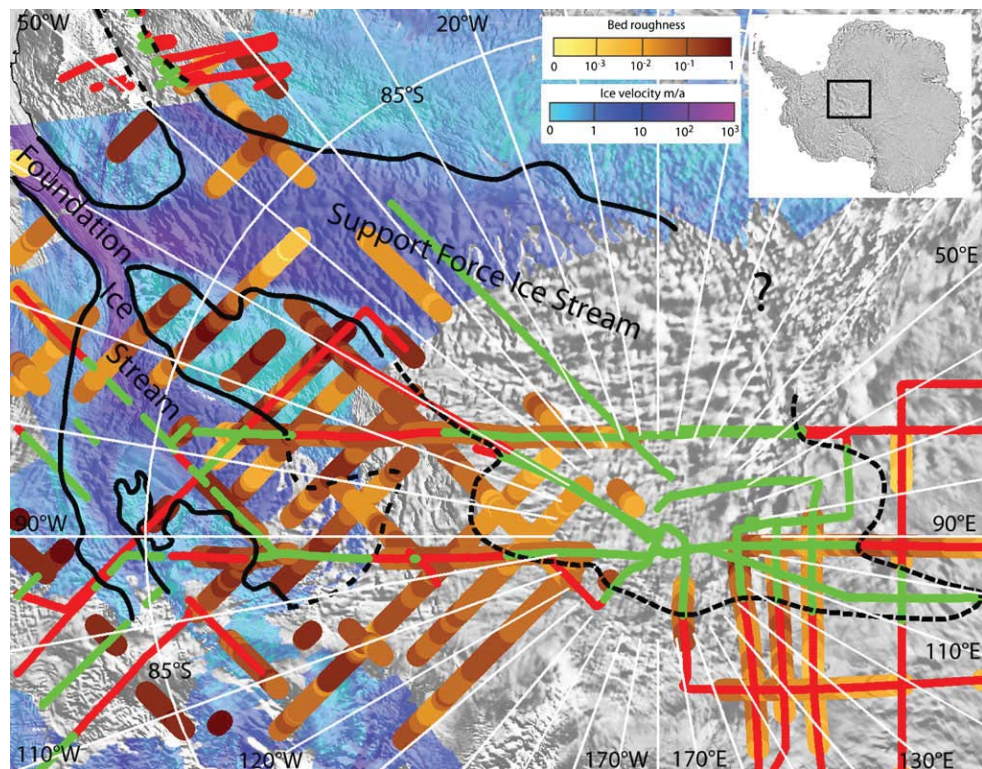 50°W
20°W
85°S
Bed roughness
0 10⁻³ 10⁻² 10⁻¹ 1
Ice velocity m/a
0 1 10 10² 10³
Foundation
Ice
Stream
Support Force Ice Stream
50°E
?
90°W
90°E
110°E
85°S
110°W
120°W
170°W
170°E
130°E